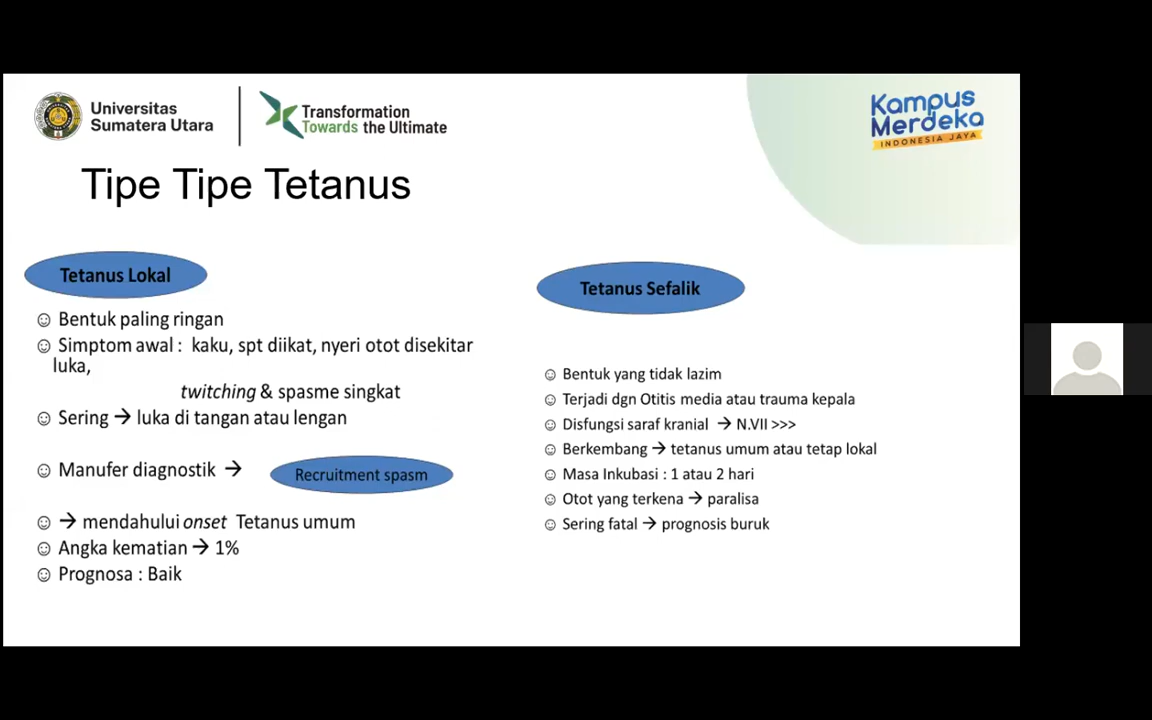 Universitas
Sumatera Utara
Transformation
Towards the Ultimate
Kampus
Merdeka
INDONESIA JAYA
Tipe Tipe Tetanus
Tetanus Lokal
☺ Bentuk paling ringan
☺ Simptom awal : kaku, spt diikat, nyeri otot disekitar
luka,
twitching & spasme singkat
☺ Sering → luka di tangan atau lengan
☺ Manufer diagnostik →
Recruitment spasm
☺ → mendahului onset Tetanus umum
☺ Angka kematian → 1%
☺ Prognosa : Baik
Tetanus Sefalik
☺ Bentuk yang tidak lazim
☺ Terjadi dgn Otitis media atau trauma kepala
☺ Disfungsi saraf kranial → N.VII >>>
☺ Berkembang → tetanus umum atau tetap lokal
☺ Masa Inkubasi : 1 atau 2 hari
☺ Otot yang terkena → paralisa
☺ Sering fatal → prognosis buruk